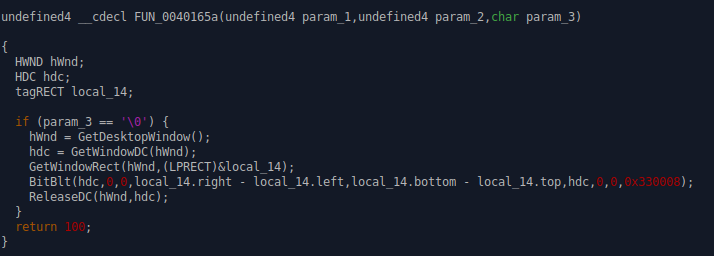 undefined4 __cdecl FUN_0040165a(undefined4 param_1,undefined4 param_2,char param_3)
{
HWND hWnd;
HDC hdc;
tagRECT local_14;
if (param_3 == '\0') {
hWnd = GetDesktopWindow();
hdc = GetWindowDC(hWnd);
GetWindowRect(hWnd,(LPRECT)&local_14);
BitBlt(hdc,0,0,local_14.right - local_14.left,local_14.bottom - local_14.top,hdc,0,0,0x330008);
ReleaseDC(hWnd,hdc);
}
return 100;
}